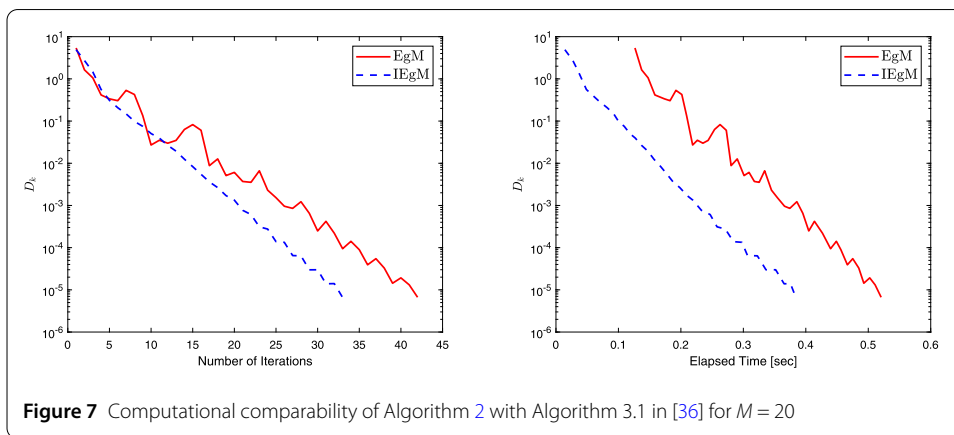 10^1
10^0
10^-1
10^-2
10^-3
10^-4
10^-5
10^-6
D_k
0 5 10 15 20 25 30 35 40 45
Number of Iterations
EgM
IEgM
10^1
10^0
10^-1
10^-2
10^-3
10^-4
10^-5
10^-6
D_k
0 0.1 0.2 0.3 0.4 0.5 0.6
Elapsed Time [sec]
EgM
IEgM
Figure 7 Computational comparability of Algorithm 2 with Algorithm 3.1 in [36] for M = 20